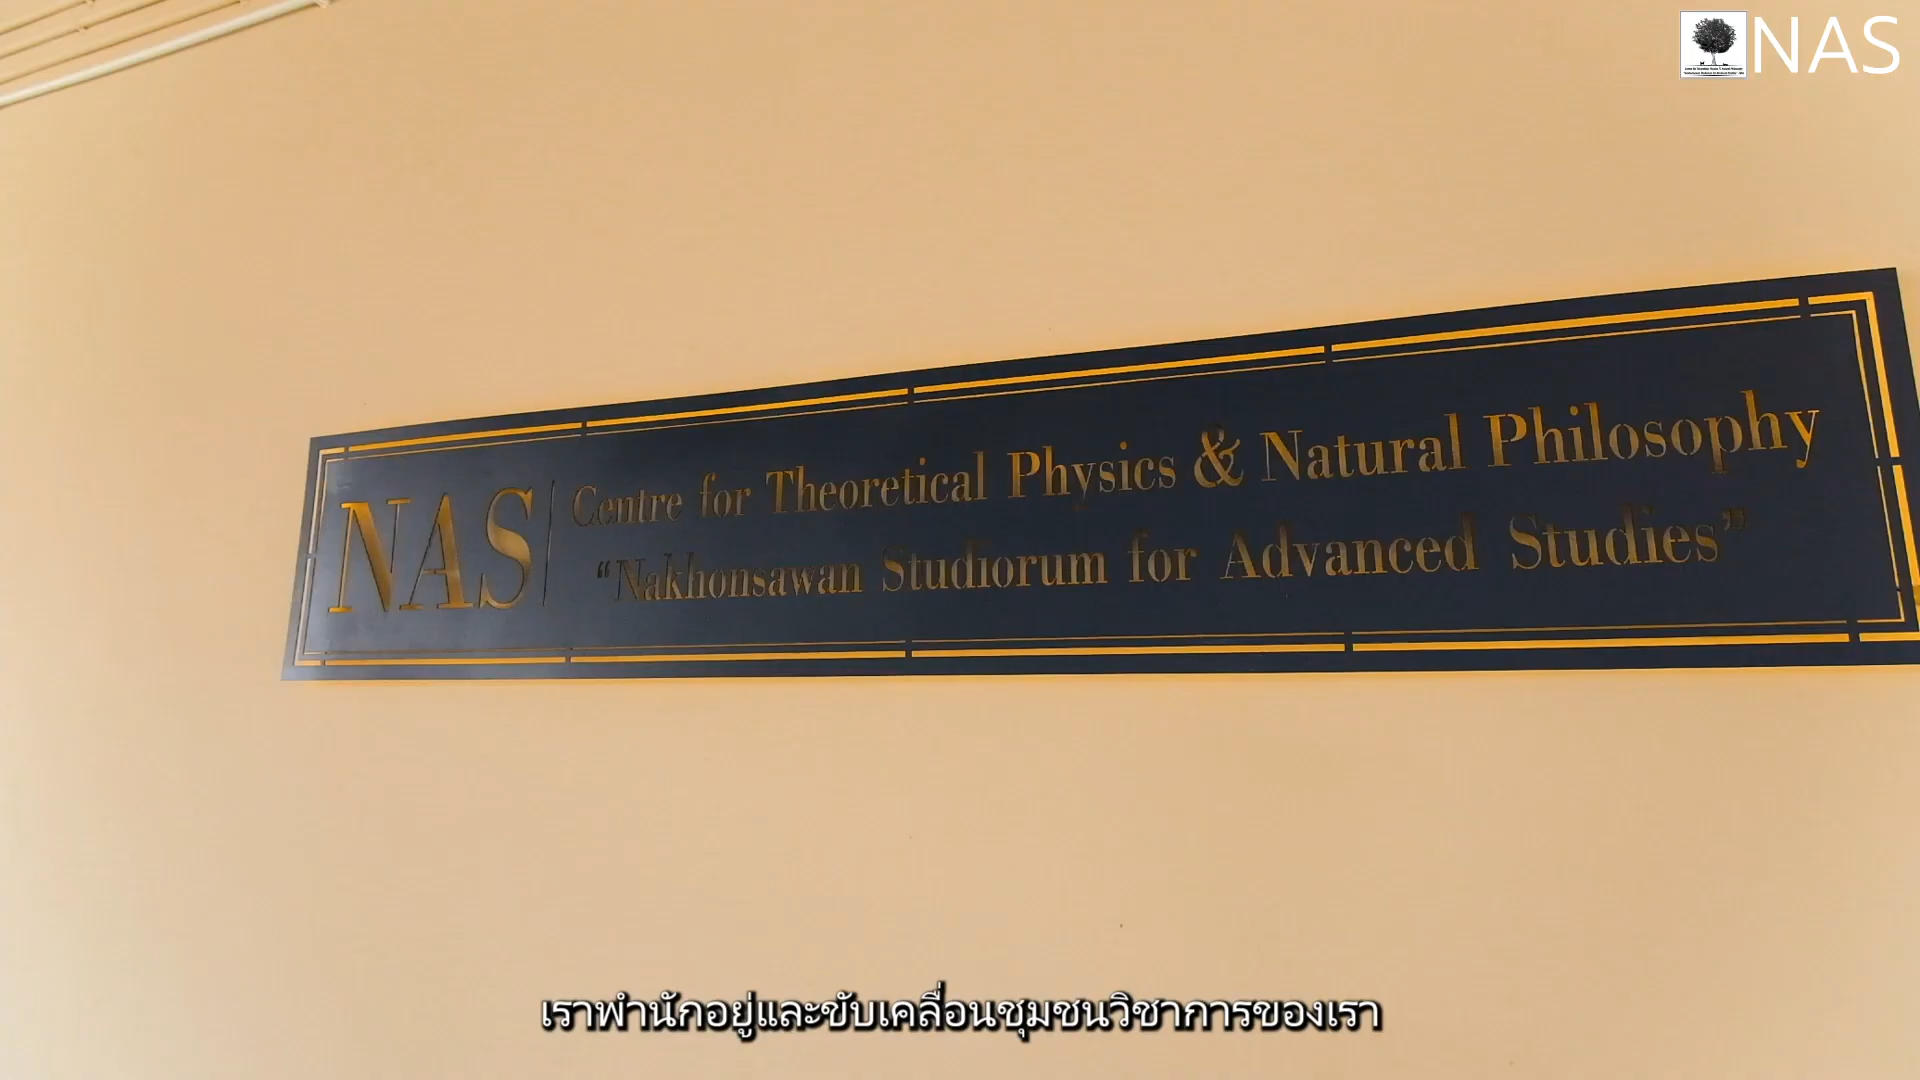 NAS
NAS
Centre for Theoretical Physics & Natural Philosophy
“Nakhonsawan Studiorum for Advanced Studies”
เราพำนักอยู่และขับเคลื่อนชุมชนวิชาการของเรา